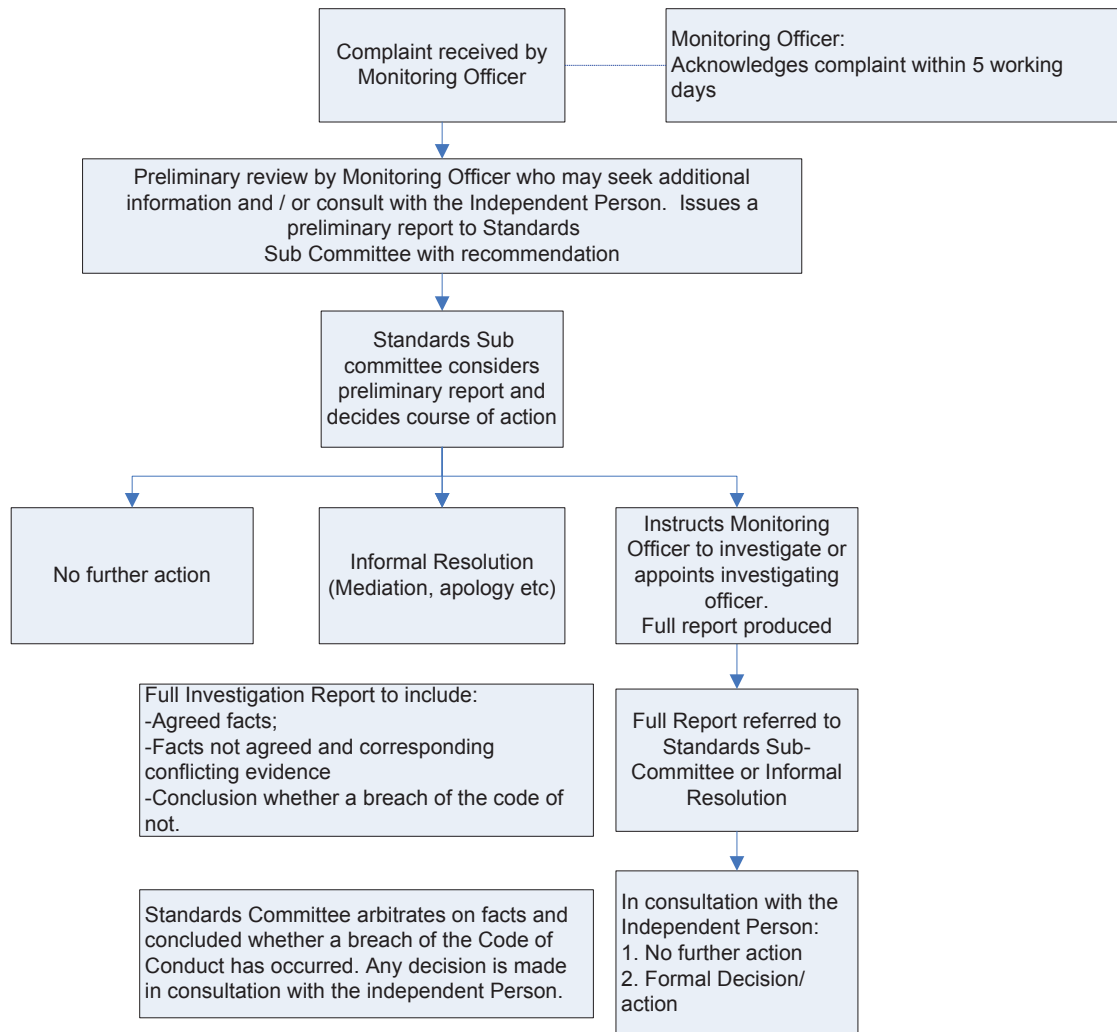 Complaint received by
Monitoring Officer
Monitoring Officer:
Acknowledges complaint within 5 working
days
Preliminary review by Monitoring Officer who may seek additional
information and / or consult with the Independent Person.  Issues a
preliminary report to Standards
Sub Committee with recommendation
Standards Sub
committee considers
preliminary report and
decides course of action
No further action
Informal Resolution
(Mediation, apology etc)
Instructs Monitoring
Officer to investigate or
appoints investigating
officer.
Full report produced
Full Investigation Report to include:
-Agreed facts;
-Facts not agreed and corresponding
conflicting evidence
-Conclusion whether a breach of the code of
not.
Full Report referred to
Standards Sub-
Committee or Informal
Resolution
Standards Committee arbitrates on facts and
concluded whether a breach of the Code of
Conduct has occurred. Any decision is made
in consultation with the independent Person.
In consultation with the
Independent Person:
1. No further action
2. Formal Decision/
action